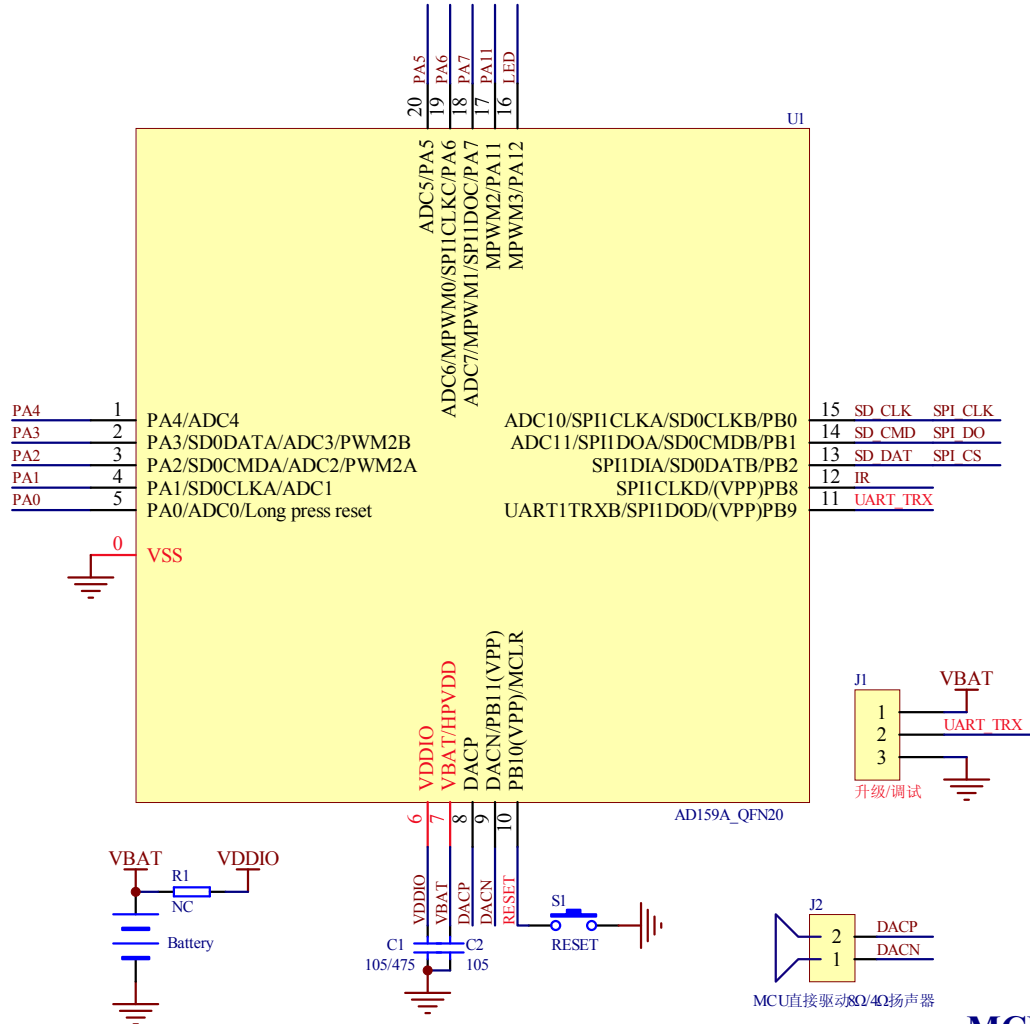 PA5
PA6
PA7
PA11
LED
20
19
18
17
16
U1
ADC5/PA5
ADC6/MPWM0/SPI1CLKC/PA6
ADC7/MPWM1/SPI1DOC/PA7
MPWM2/PA11
MPWM3/PA12
PA4 1 PA4/ADC4
PA3 2 PA3/SD0DATA/ADC3/PWM2B
PA2 3 PA2/SD0CMDA/ADC2/PWM2A
PA1 4 PA1/SD0CLKA/ADC1
PA0 5 PA0/ADC0/Long press reset
0 VSS
ADC10/SPI1CLKA/SD0CLKB/PB0 15 SD_CLK SPI_CLK
ADC11/SPI1DOA/SD0CMDB/PB1 14 SD_CMD SPI_DO
SPI1DIA/SD0DATB/PB2 13 SD_DAT SPI_CS
SPI1CLKD/(VPP)PB8 12 IR
UART1TRXB/SPI1DOD/(VPP)PB9 11 UART_TRX
VDDIO
VBAT/HPVDD
DACP
DACN/PB11(VPP)
PB10(VPP)/MCLR
6
7
8
9
10
AD159A_QFN20
VDDIO
VBAT
DACP
DACN
RESET
J1
VBAT
1
2 UART_TRX
3
升级/调试
VBAT
VDDIO
R1
NC
Battery
C1
105/475
C2
105
S1
RESET
J2
2 DACP
1 DACN
MCU直接驱动8Ω/4Ω扬声器